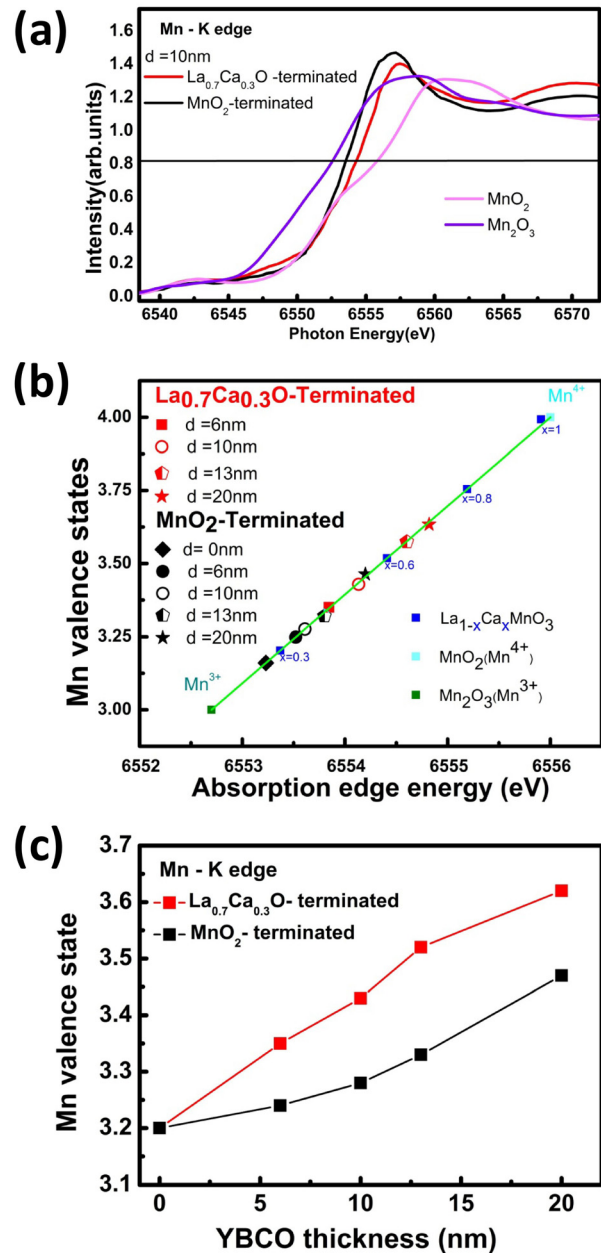 (a)
Mn - K edge
d =10nm
La0.7Ca0.3O -terminated
MnO2-terminated
MnO2
Mn2O3
Intensity(arb.units)
1.6
1.4
1.2
1.0
0.8
0.6
0.4
0.2
0.0
6540 6545 6550 6555 6560 6565 6570
Photon Energy(eV)
(b)
La0.7Ca0.3O-Terminated
d =6nm
d =10nm
d =13nm
d =20nm
MnO2-Terminated
d= 0nm
d =6nm
d =10nm
d =13nm
d =20nm
Mn4+
x=1
x=0.8
x=0.6
x=0.3
Mn3+
La1-xCaxMnO3
MnO2(Mn4+)
Mn2O3(Mn3+)
Mn valence states
4.00
3.75
3.50
3.25
3.00
6552 6553 6554 6555 6556
Absorption edge energy (eV)
(c)
Mn - K edge
La0.7Ca0.3O- terminated
MnO2- terminated
Mn valence state
3.7
3.6
3.5
3.4
3.3
3.2
3.1
0 5 10 15 20
YBCO thickness (nm)